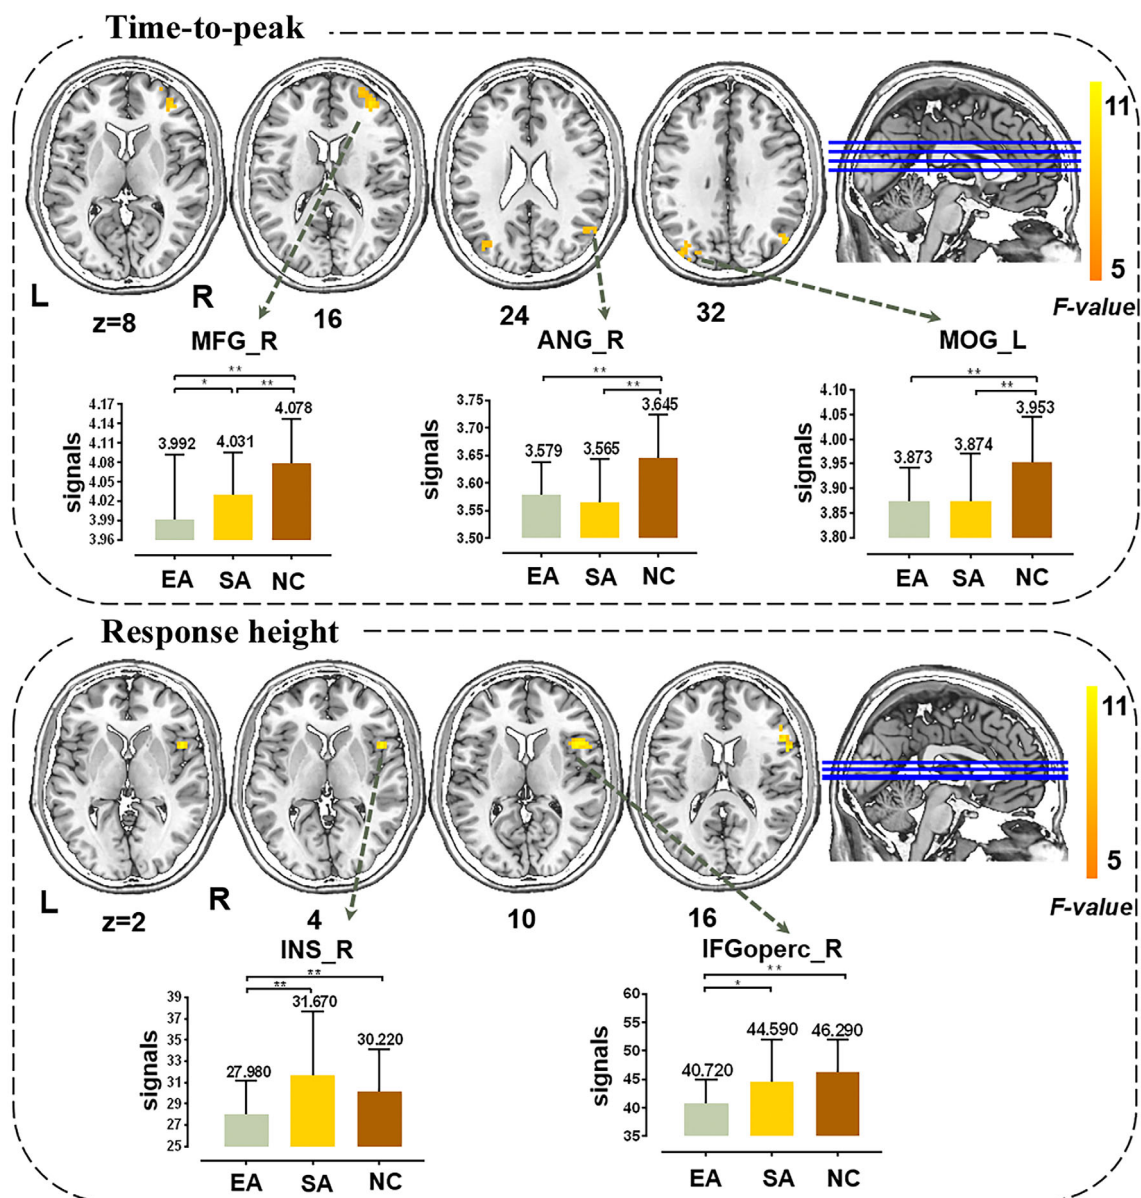 Time-to-peak
L
z=8
R
16
24
32
11
5
F-value
MFG_R
**
*
**
signals
4.17
4.14
4.11
4.08
4.05
4.02
3.99
3.96
3.992
4.031
4.078
EA SA NC
ANG_R
**
**
signals
3.75
3.70
3.65
3.60
3.55
3.50
3.579
3.565
3.645
EA SA NC
MOG_L
**
**
signals
4.10
4.05
4.00
3.95
3.90
3.85
3.80
3.873
3.874
3.953
EA SA NC
Response height
L
z=2
R
4
10
16
11
5
F-value
INS_R
**
**
signals
39
37
35
33
31
29
27
25
27.980
31.670
30.220
EA SA NC
IFGoperc_R
**
*
signals
60
55
50
45
40
35
40.720
44.590
46.290
EA SA NC